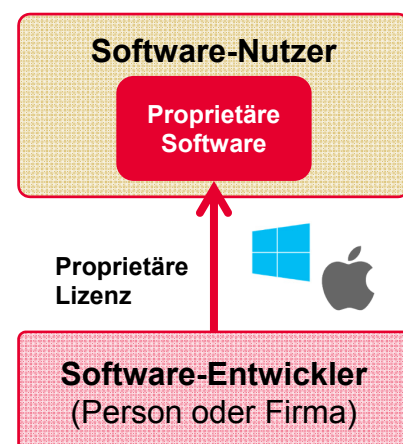 Software-Nutzer
Proprietäre
Software
Proprietäre
Lizenz
Software-Entwickler
(Person oder Firma)